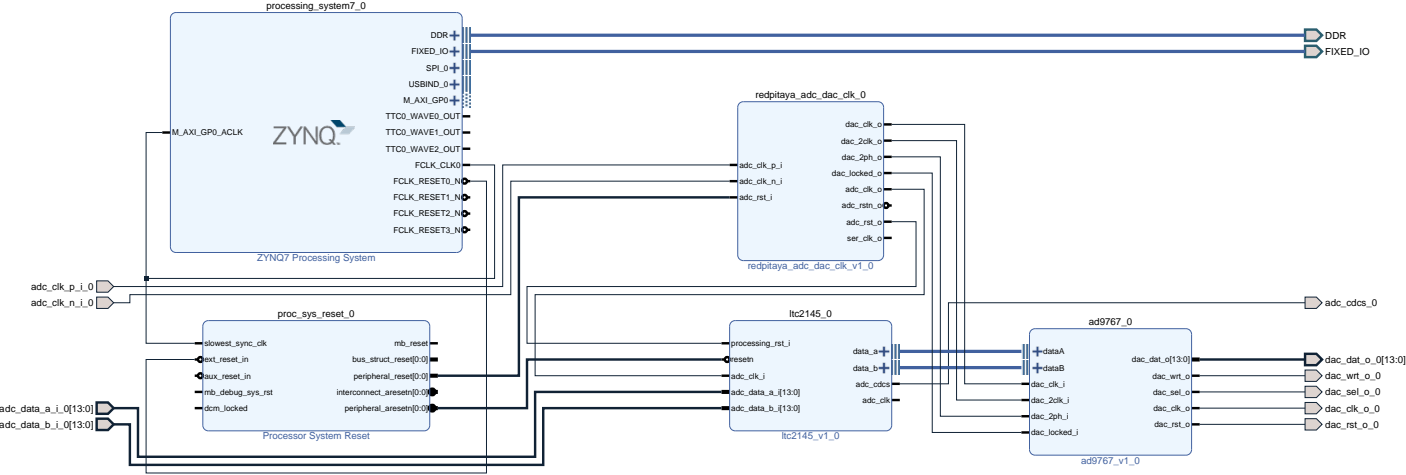 processing_system7_0
DDR
FIXED_IO
SPI_0
USBIND_0
M_AXI_GP0
TTC0_WAVE0_OUT
M_AXI_GP0_ACLK
TTC0_WAVE1_OUT
TTC0_WAVE2_OUT
ZYNQ
FCLK_CLK0
FCLK_RESET0_N
FCLK_RESET1_N
FCLK_RESET2_N
FCLK_RESET3_N
ZYNQ7 Processing System
DDR
FIXED_IO
redpitaya_adc_dac_clk_0
adc_clk_p_i
adc_clk_n_i
adc_rst_i
dac_clk_o
dac_2clk_o
dac_2ph_o
dac_locked_o
adc_clk_o
adc_rstn_o
adc_rst_o
ser_clk_o
redpitaya_adc_dac_clk_v1_0
adc_clk_p_i_0
adc_clk_n_i_0
adc_data_a_i_0[13:0]
adc_data_b_i_0[13:0]
proc_sys_reset_0
slowest_sync_clk
ext_reset_in
aux_reset_in
mb_debug_sys_rst
dcm_locked
mb_reset
bus_struct_reset[0:0]
peripheral_reset[0:0]
interconnect_aresetn[0:0]
peripheral_aresetn[0:0]
Processor System Reset
ltc2145_0
processing_rst_i
resetn
adc_clk_i
adc_data_a_i[13:0]
adc_data_b_i[13:0]
data_a
data_b
adc_cdcs
adc_clk
ltc2145_v1_0
ad9767_0
dataA
dataB
dac_clk_i
dac_2clk_i
dac_2ph_i
dac_locked_i
dac_dat_o[13:0]
dac_wrt_o
dac_sel_o
dac_clk_o
dac_rst_o
ad9767_v1_0
adc_cdcs_0
dac_dat_o_0[13:0]
dac_wrt_o_0
dac_sel_o_0
dac_clk_o_0
dac_rst_o_0